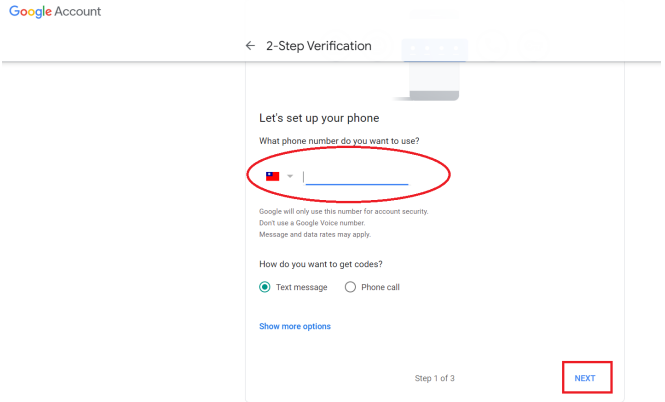 Google Account
2-Step Verification
Let's set up your phone
What phone number do you want to use?
Google will only use this number for account security.
Don't use a Google Voice number.
Message and data rates may apply.
How do you want to get codes?
Text message Phone call
Show more options
Step 1 of 3 NEXT